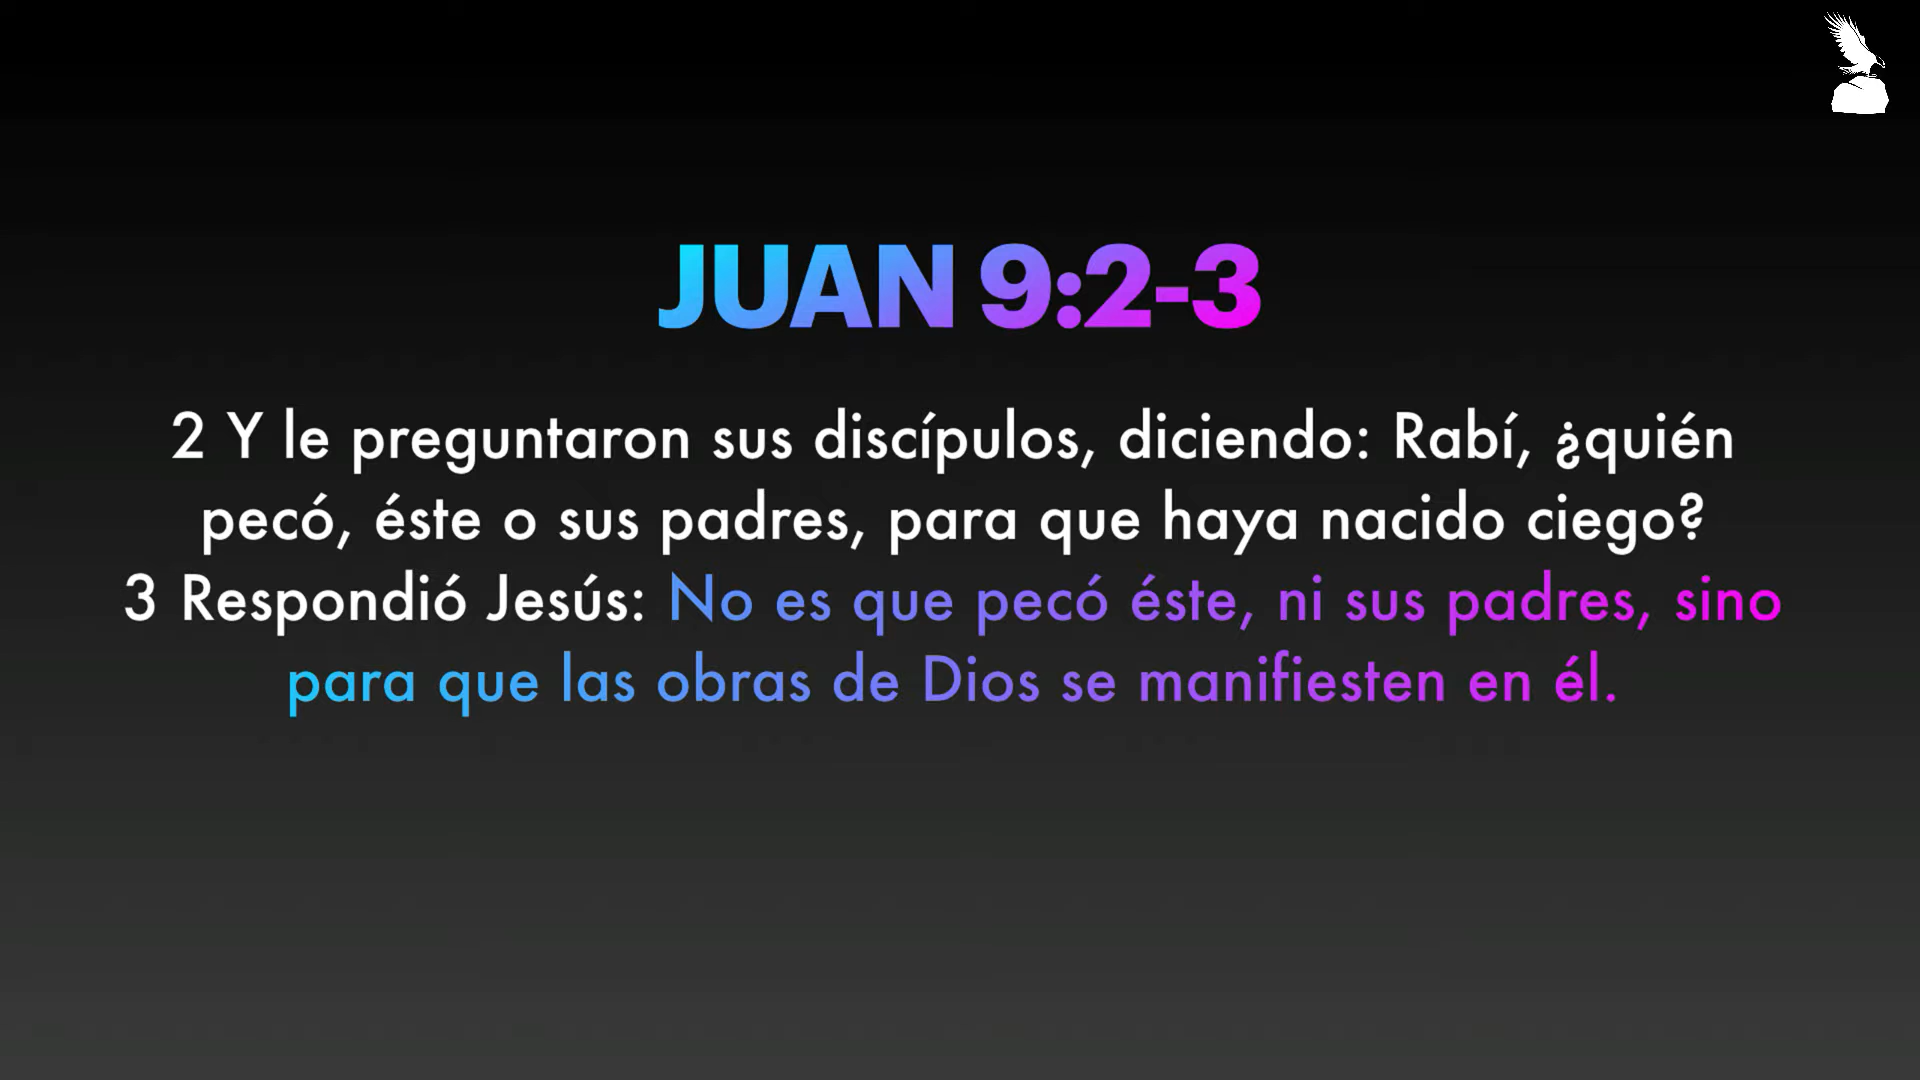 JUAN 9:2-3
2 Y le preguntaron sus discípulos, diciendo: Rabí, ¿quién
pecó, éste o sus padres, para que haya nacido ciego?
3 Respondió Jesús: No es que pecó éste, ni sus padres, sino
para que las obras de Dios se manifiesten en él.